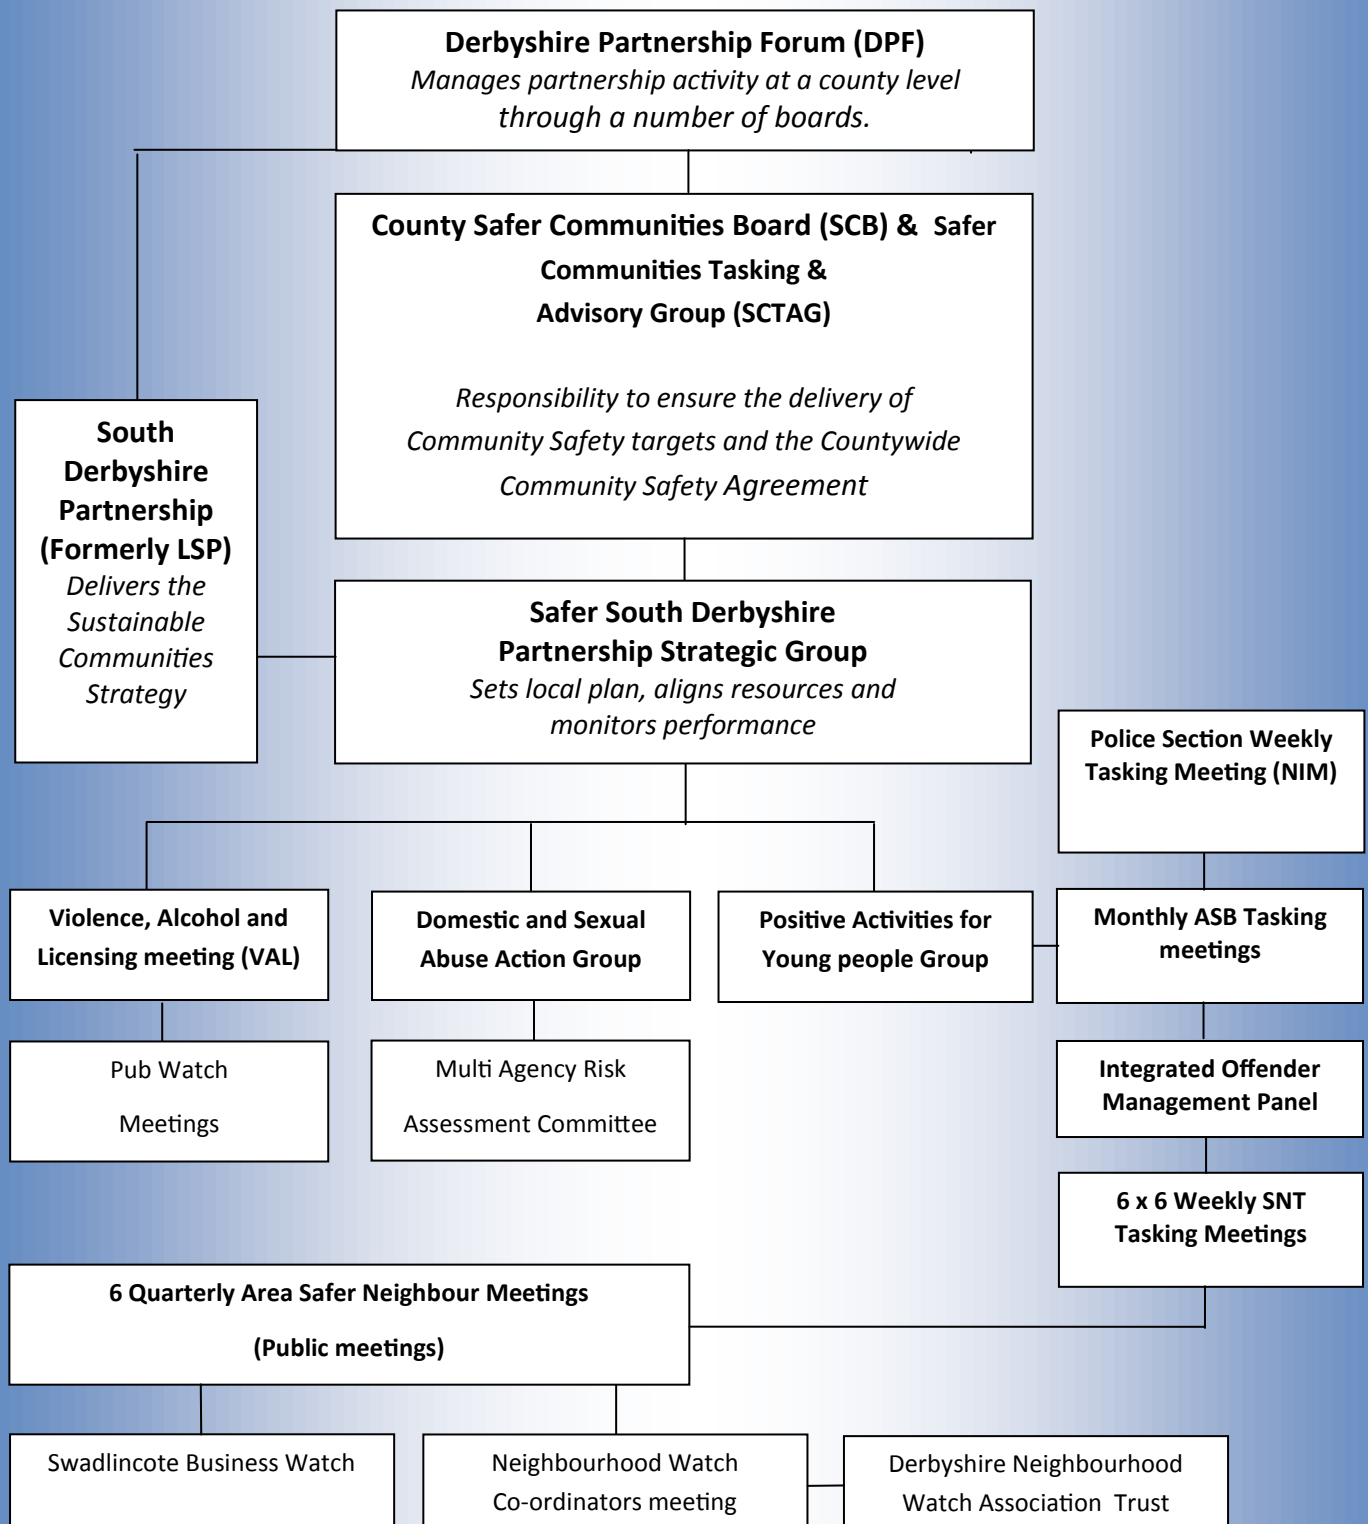 Derbyshire Partnership Forum (DPF)
Manages partnership activity at a county level
through a number of boards.
County Safer Communities Board (SCB) & Safer
Communities Tasking &
Advisory Group (SCTAG)
Responsibility to ensure the delivery of
Community Safety targets and the Countywide
Community Safety Agreement
South
Derbyshire
Partnership
(Formerly LSP)
Delivers the
Sustainable
Communities
Strategy
Safer South Derbyshire
Partnership Strategic Group
Sets local plan, aligns resources and
monitors performance
Police Section Weekly
Tasking Meeting (NIM)
Violence, Alcohol and
Licensing meeting (VAL)
Domestic and Sexual
Abuse Action Group
Positive Activities for
Young people Group
Monthly ASB Tasking
meetings
Pub Watch
Meetings
Multi Agency Risk
Assessment Committee
Integrated Offender
Management Panel
6 x 6 Weekly SNT
Tasking Meetings
6 Quarterly Area Safer Neighbour Meetings
(Public meetings)
Swadlincote Business Watch
Neighbourhood Watch
Co-ordinators meeting
Derbyshire Neighbourhood
Watch Association Trust